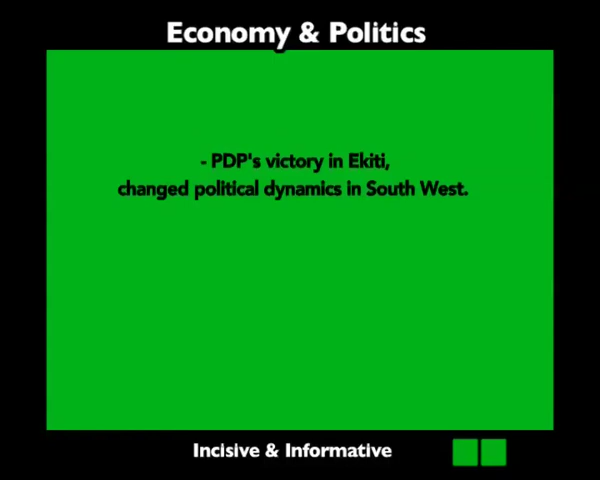 Economy & Politics
- PDP's victory in Ekiti,
changed political dynamics in South West.
Incisive & Informative